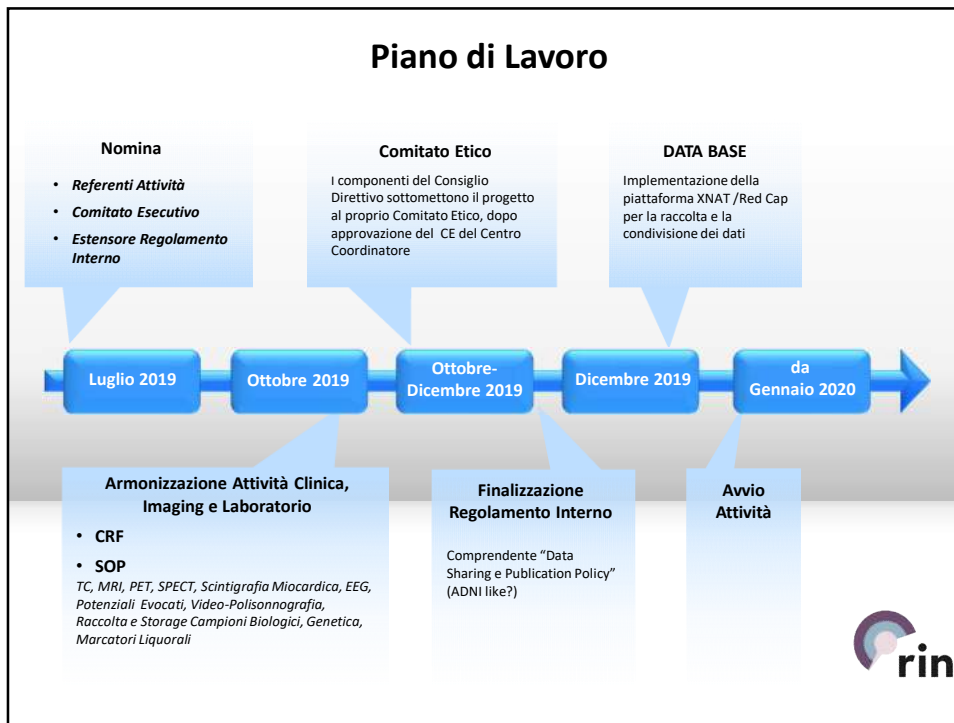 Piano di Lavoro
Nomina
• Referenti Attività
• Comitato Esecutivo
• Estensore Regolamento
Interno
Comitato Etico
I componenti del Consiglio
Direttivo sottomettono il progetto
al proprio Comitato Etico, dopo
approvazione del CE del Centro
Coordinatore
DATA BASE
Implementazione della
piattaforma XNAT /Red Cap
per la raccolta e la
condivisione dei dati
Luglio 2019
Ottobre 2019
Ottobre-
Dicembre 2019
Dicembre 2019
da
Gennaio 2020
Armonizzazione Attività Clinica,
Imaging e Laboratorio
• CRF
• SOP
TC, MRI, PET, SPECT, Scintigrafia Miocardica, EEG,
Potenziali Evocati, Video-Polisonnografia,
Raccolta e Storage Campioni Biologici, Genetica,
Marcatori Liquorali
Finalizzazione
Regolamento Interno
Comprendente “Data
Sharing e Publication Policy”
(ADNI like?)
Avvio
Attività
rin